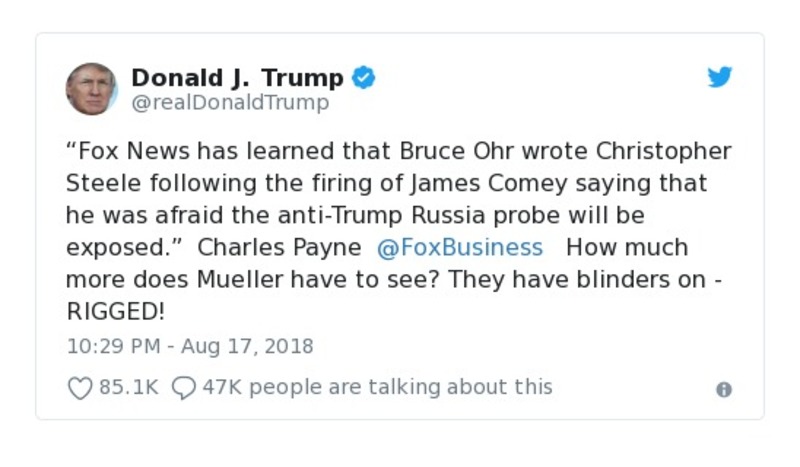 Donald J. Trump
@realDonaldTrump
“Fox News has learned that Bruce Ohr wrote Christopher
Steele following the firing of James Comey saying that
he was afraid the anti-Trump Russia probe will be
exposed.”  Charles Payne  @FoxBusiness   How much
more does Mueller have to see? They have blinders on -
RIGGED!
10:29 PM - Aug 17, 2018
85.1K 47K people are talking about this